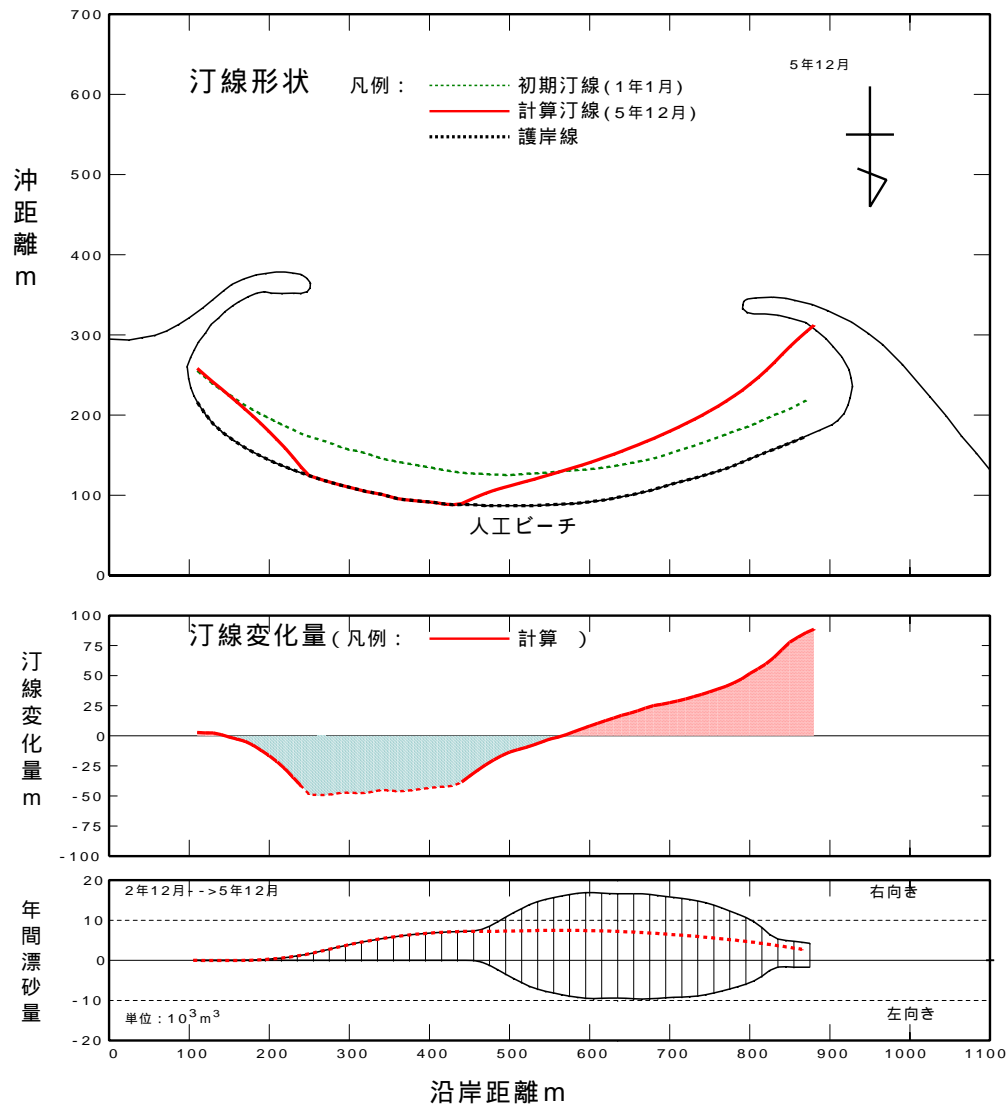 700
600
500
400
300
200
100
0
沖距離m
汀線形状
凡例：
初期汀線(1年1月)
計算汀線(5年12月)
護岸線
5年12月
人工ビーチ
100
75
50
25
0
-25
-50
-75
-100
汀線変化量m
汀線変化量(凡例： 計算 )
20
10
0
-10
-20
年間漂砂量
2年12月-->5年12月
右向き
左向き
単位：10³m³
0 100 200 300 400 500 600 700 800 900 1000 1100
沿岸距離m